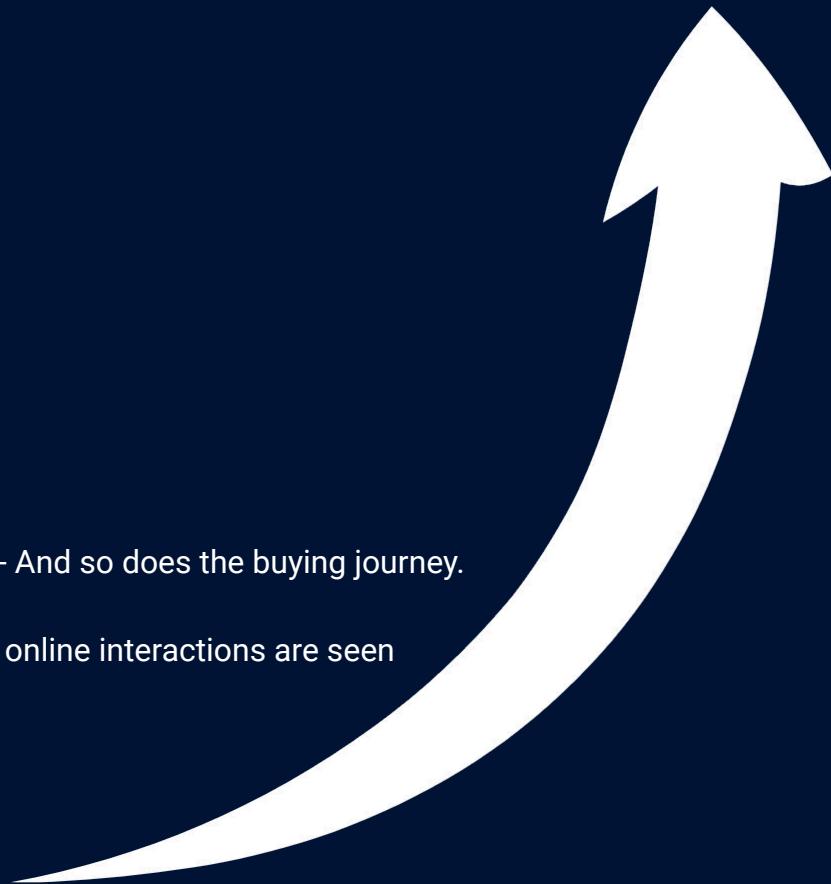 - And so does the buying journey.
online interactions are seen